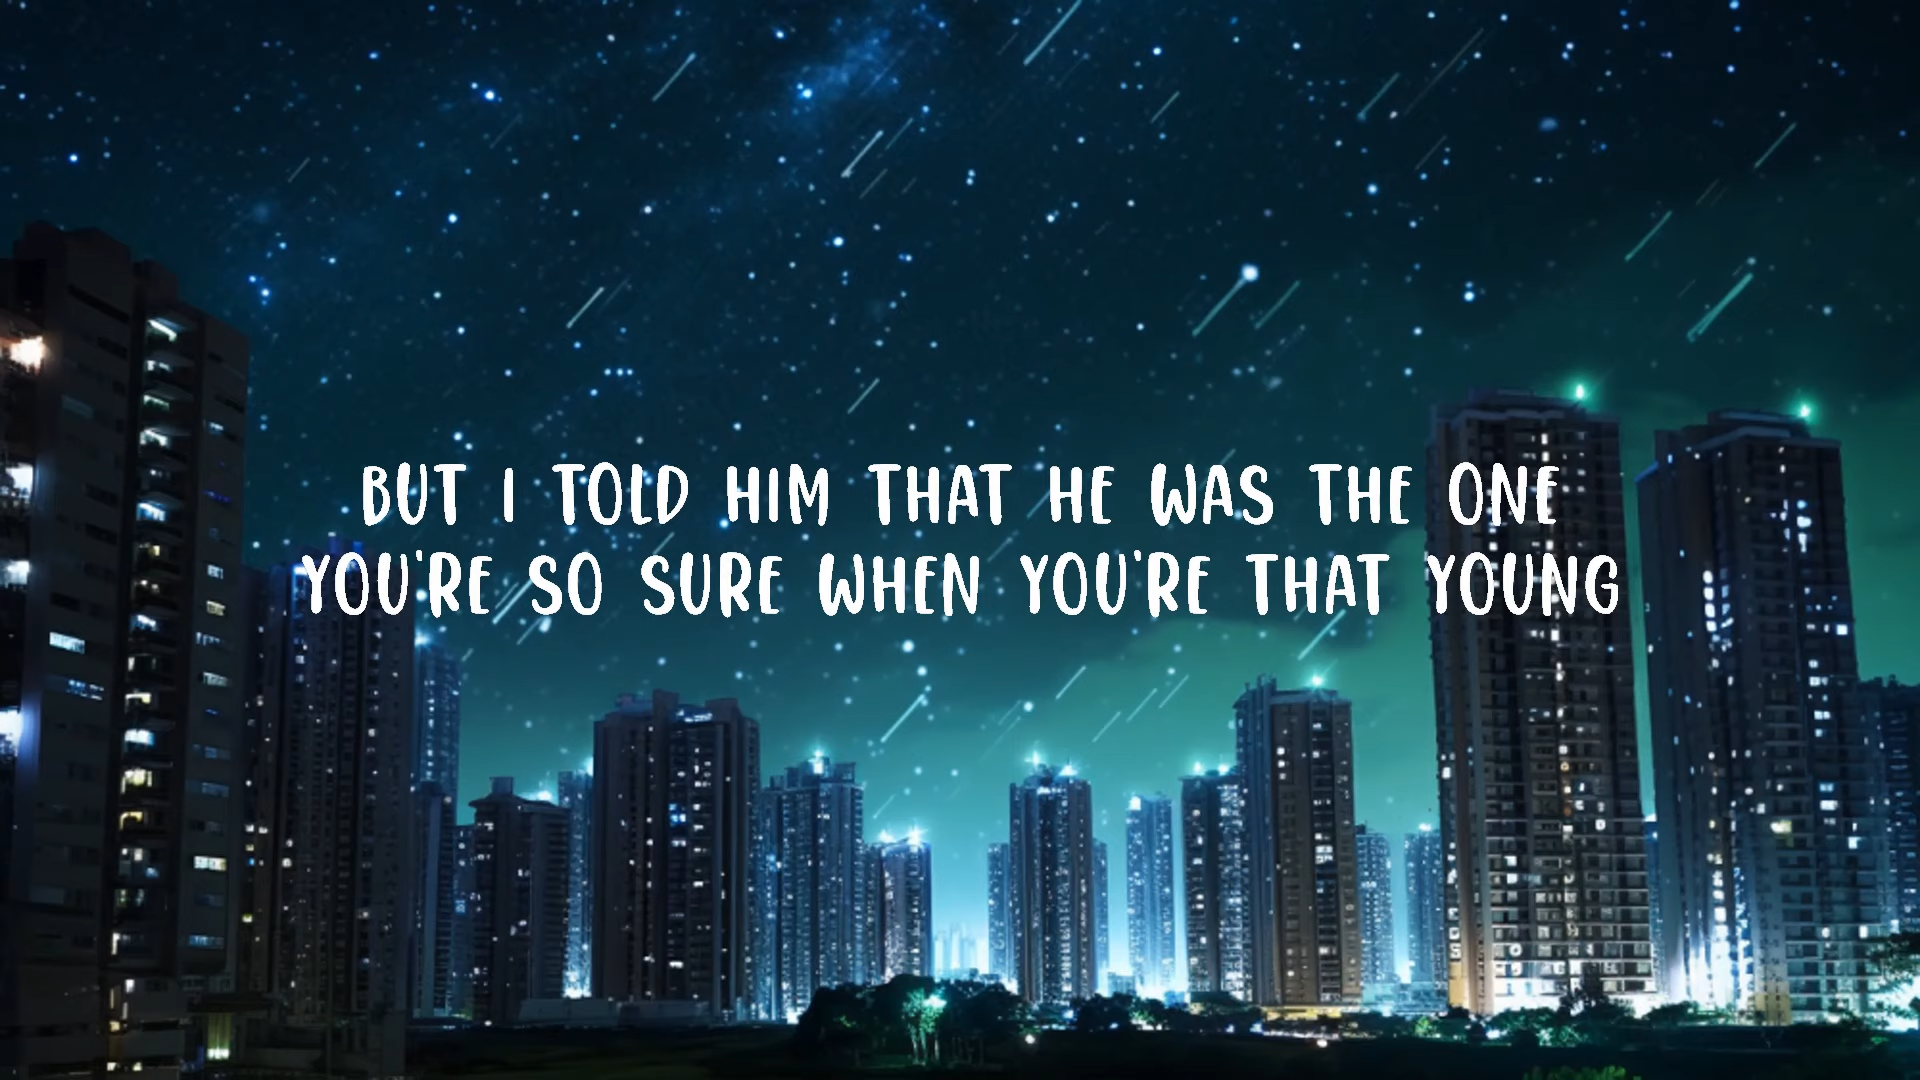 BUT I TOLD HIM THAT HE WAS THE ONE
YOU'RE SO SURE WHEN YOU'RE THAT YOUNG